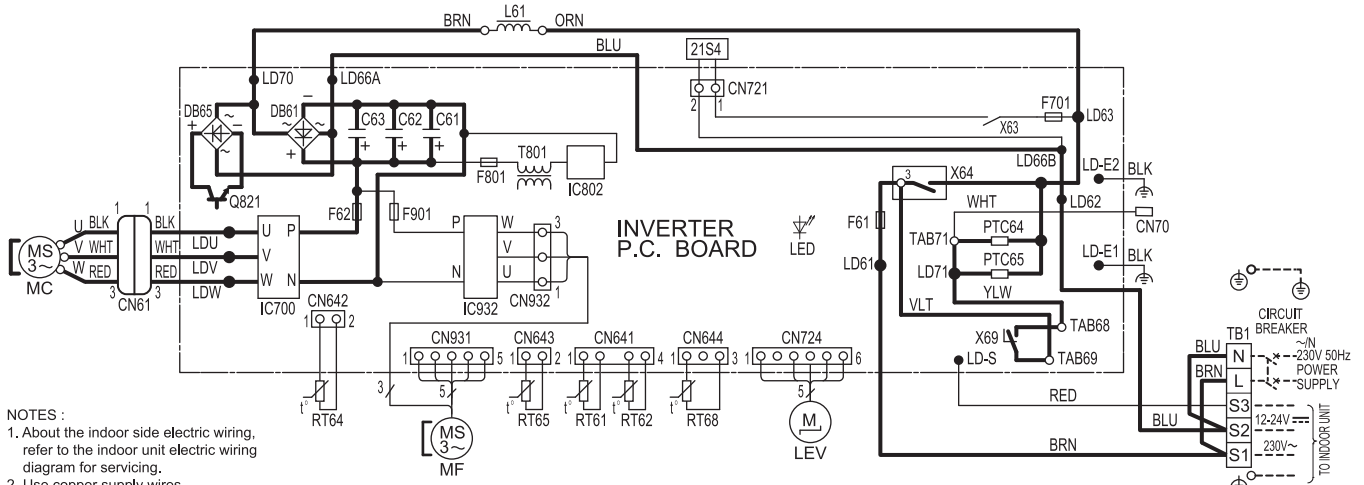 BRN L61 ORN
BLU
21S4
CN721
2 1
LD70
LD66A
F701
LD63
X63
DB65
DB61
C63 C62 C61
T801
F801
IC802
Q821
LD66B
LD-E2 BLK
3 X64
LD62
WHT
CN70
PTC64
TAB71
PTC65
LD71
YLW
LD-E1 BLK
F61
LD61
VLT
TAB68
X69
TAB69
LD-S
INVERTER
P.C. BOARD
LED
F62 F901
P W 3
V
N U 1
IC932 CN932
MS
3~
MC
U BLK 1 1 BLK LDU U P
V WHT WHT LDV V
W RED 3 3 RED LDW W N
CN61
IC700
CN642
1 2
CN931
1 5
CN643
1 2
CN641
1 4
CN644
1 3
CN724
1 6
3
5
5
t° RT64
t° RT65
t° RT61
t° RT62
t° RT68
MS
3~
MF
M
LEV
CIRCUIT
BREAKER
TB1
~/N
230V 50Hz
POWER
SUPPLY
BLU N
BRN L
RED S3
12-24V
BLU S2
230V~
BRN S1
TO INDOOR UNIT
NOTES :
1. About the indoor side electric wiring,
refer to the indoor unit electric wiring
diagram for servicing.
2. Use copper supply wires.